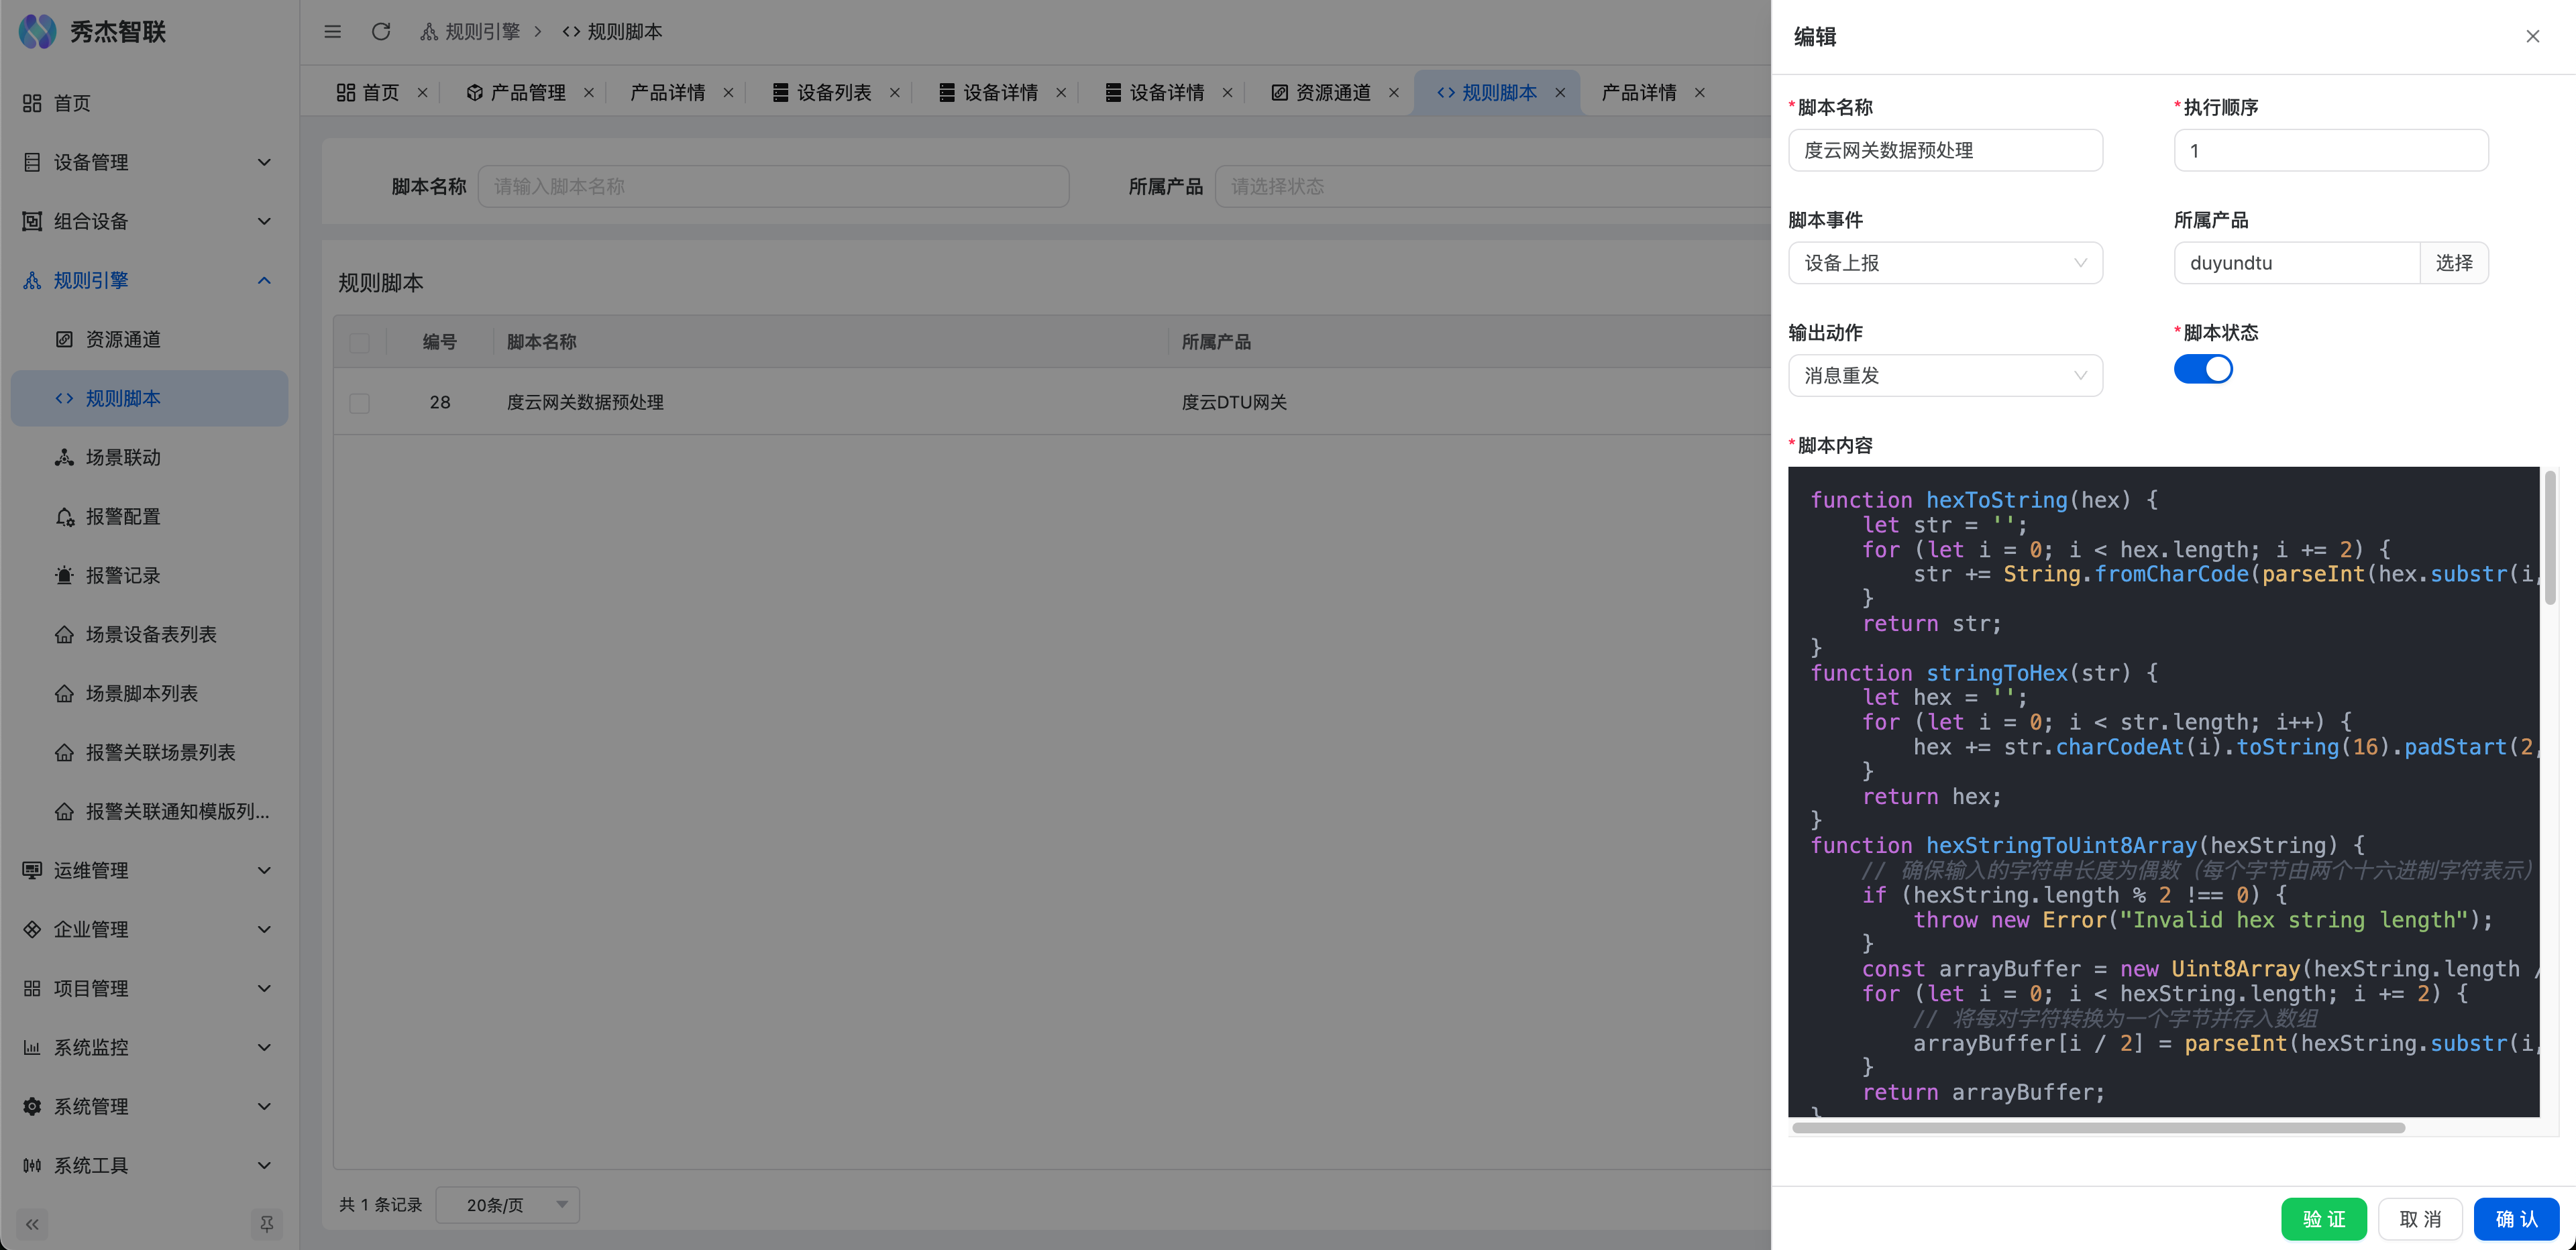 秀杰智联
首页
设备管理
组合设备
规则引擎
资源通道
规则脚本
场景联动
报警配置
报警记录
场景设备表列表
场景脚本列表
报警关联场景列表
报警关联通知模版列...
运维管理
企业管理
项目管理
系统监控
系统管理
系统工具
规则引擎 > <> 规则脚本
首页 × 产品管理 × 产品详情 × 设备列表 × 设备详情 × 设备详情 × 资源通道 × <> 规则脚本 × 产品详情 ×
脚本名称 请输入脚本名称 所属产品 请选择状态
规则脚本
编号 脚本名称 所属产品
28 度云网关数据预处理 度云DTU网关
共 1 条记录 20条/页
编辑
*脚本名称 *执行顺序
度云网关数据预处理 1
脚本事件 所属产品
设备上报 duyundtu 选择
输出动作 *脚本状态
消息重发
*脚本内容
function hexToString(hex) {
let str = '';
for (let i = 0; i < hex.length; i += 2) {
str += String.fromCharCode(parseInt(hex.substr(i,
}
return str;
}
function stringToHex(str) {
let hex = '';
for (let i = 0; i < str.length; i++) {
hex += str.charCodeAt(i).toString(16).padStart(2,
}
return hex;
}
function hexStringToUint8Array(hexString) {
// 确保输入的字符串长度为偶数（每个字节由两个十六进制字符表示）
if (hexString.length % 2 !== 0) {
throw new Error("Invalid hex string length");
}
const arrayBuffer = new Uint8Array(hexString.length /
for (let i = 0; i < hexString.length; i += 2) {
// 将每对字符转换为一个字节并存入数组
arrayBuffer[i / 2] = parseInt(hexString.substr(i,
}
return arrayBuffer;
}
验 证 取 消 确 认